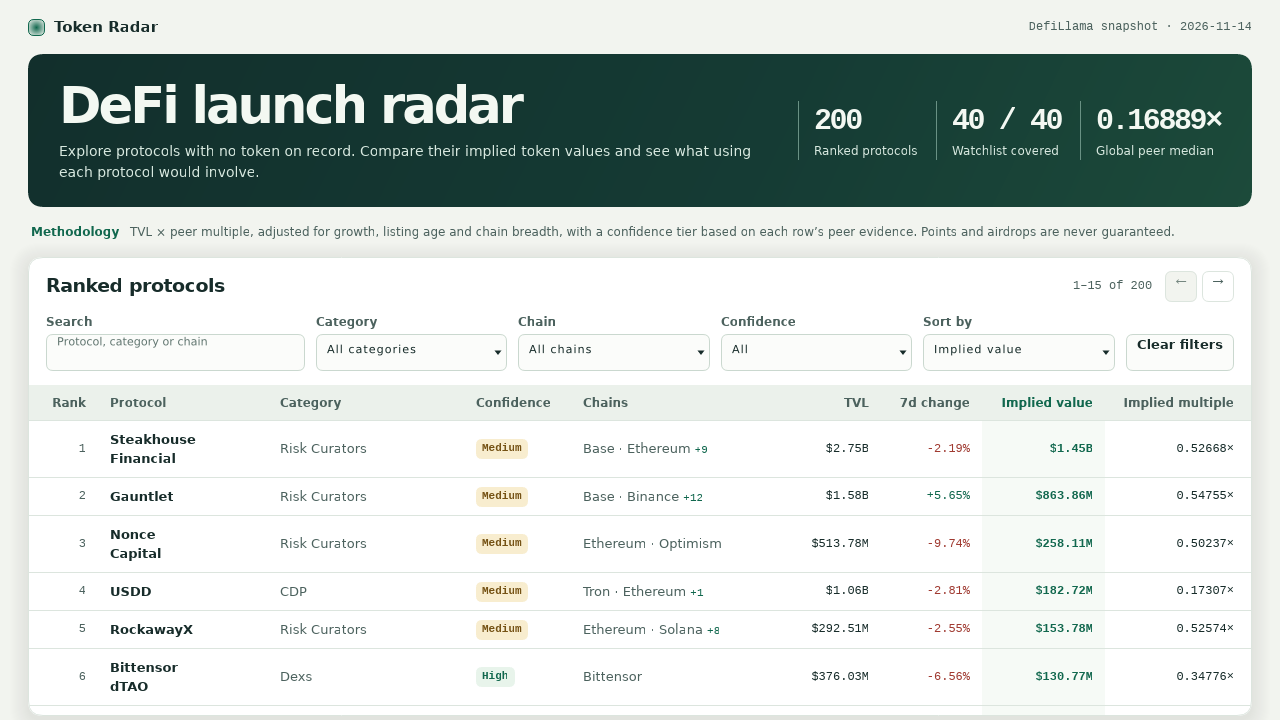 Token Radar
DefiLlama snapshot · 2026-11-14
DeFi launch radar
Explore protocols with no token on record. Compare their implied token values and see what using
each protocol would involve.
200
Ranked protocols
40 / 40
Watchlist covered
0.16889×
Global peer median
Methodology TVL × peer multiple, adjusted for growth, listing age and chain breadth, with a confidence tier based on each row’s peer evidence. Points and airdrops are never guaranteed.
Ranked protocols
1–15 of 200 ← →
Search Category Chain Confidence Sort by
Protocol, category or chain All categories All chains All Implied value Clear filters
Rank Protocol Category Confidence Chains TVL 7d change Implied value Implied multiple
1 Steakhouse Financial Risk Curators Medium Base · Ethereum +9 $2.75B -2.19% $1.45B 0.52668×
2 Gauntlet Risk Curators Medium Base · Binance +12 $1.58B +5.65% $863.86M 0.54755×
3 Nonce Capital Risk Curators Medium Ethereum · Optimism $513.78M -9.74% $258.11M 0.50237×
4 USDD CDP Medium Tron · Ethereum +1 $1.06B -2.81% $182.72M 0.17307×
5 RockawayX Risk Curators Medium Ethereum · Solana +8 $292.51M -2.55% $153.78M 0.52574×
6 Bittensor dTAO Dexs High Bittensor $376.03M -6.56% $130.77M 0.34776×